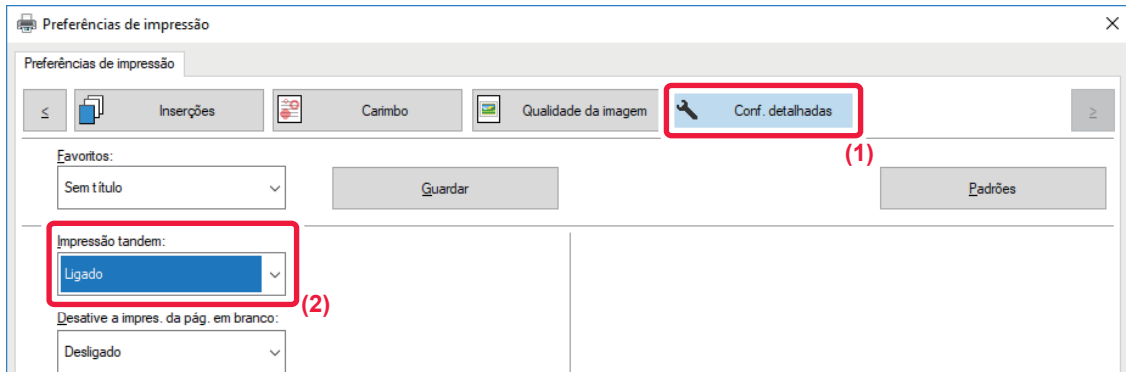 Preferências de impressão
Preferências de impressão
< Inserções Carimbo Qualidade da imagem Conf. detalhadas >
(1)
Favoritos:
Sem título Guardar Padrões
Impressão tandem:
Ligado
(2)
Desative a impres. da pág. em branco:
Desligado